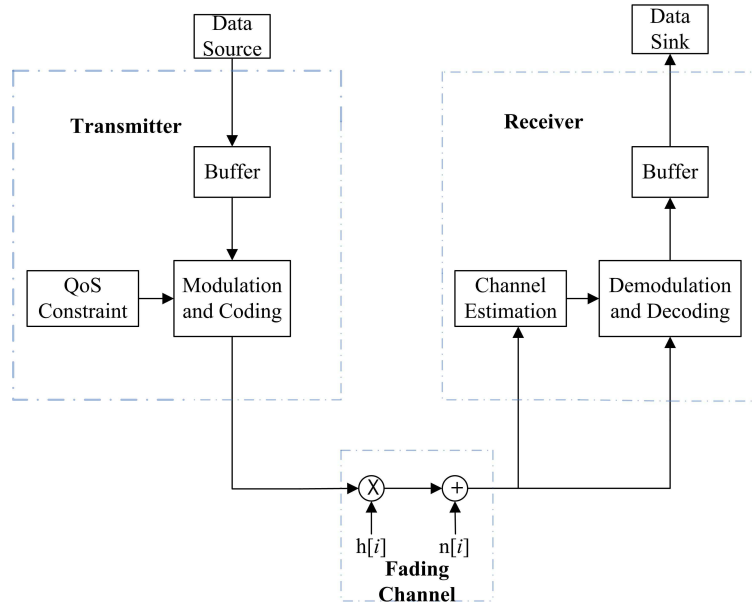 Data
Source
Transmitter
Buffer
QoS
Constraint
Modulation
and Coding
Data
Sink
Receiver
Buffer
Channel
Estimation
Demodulation
and Decoding
X
+
h[i]
n[i]
Fading
Channel